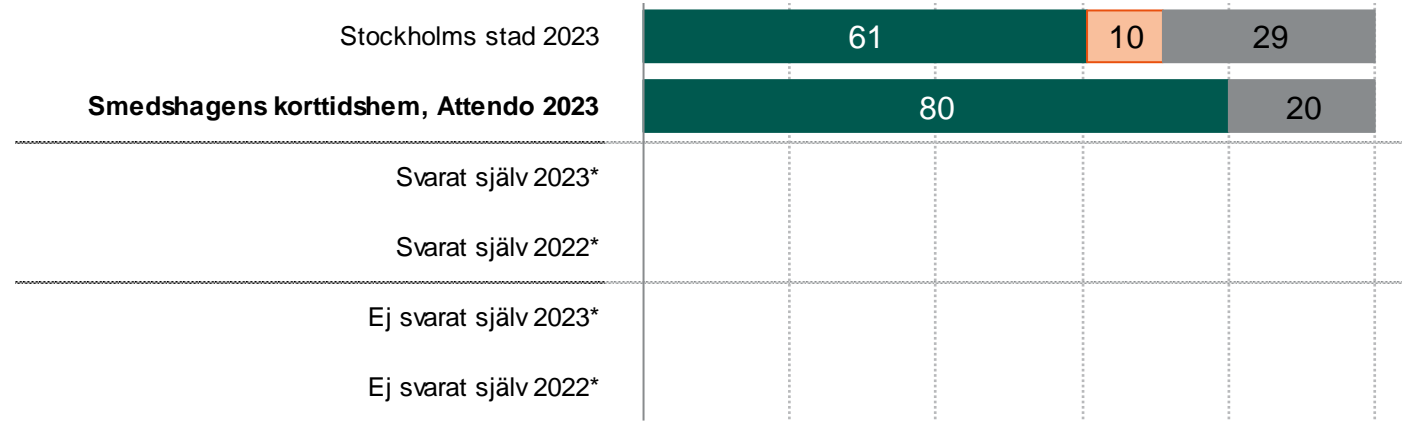 Stockholms stad 2023 61 10 29
Smedshagens korttidshem, Attendo 2023 80 20
Svarat själv 2023*
Svarat själv 2022*
Ej svarat själv 2023*
Ej svarat själv 2022*